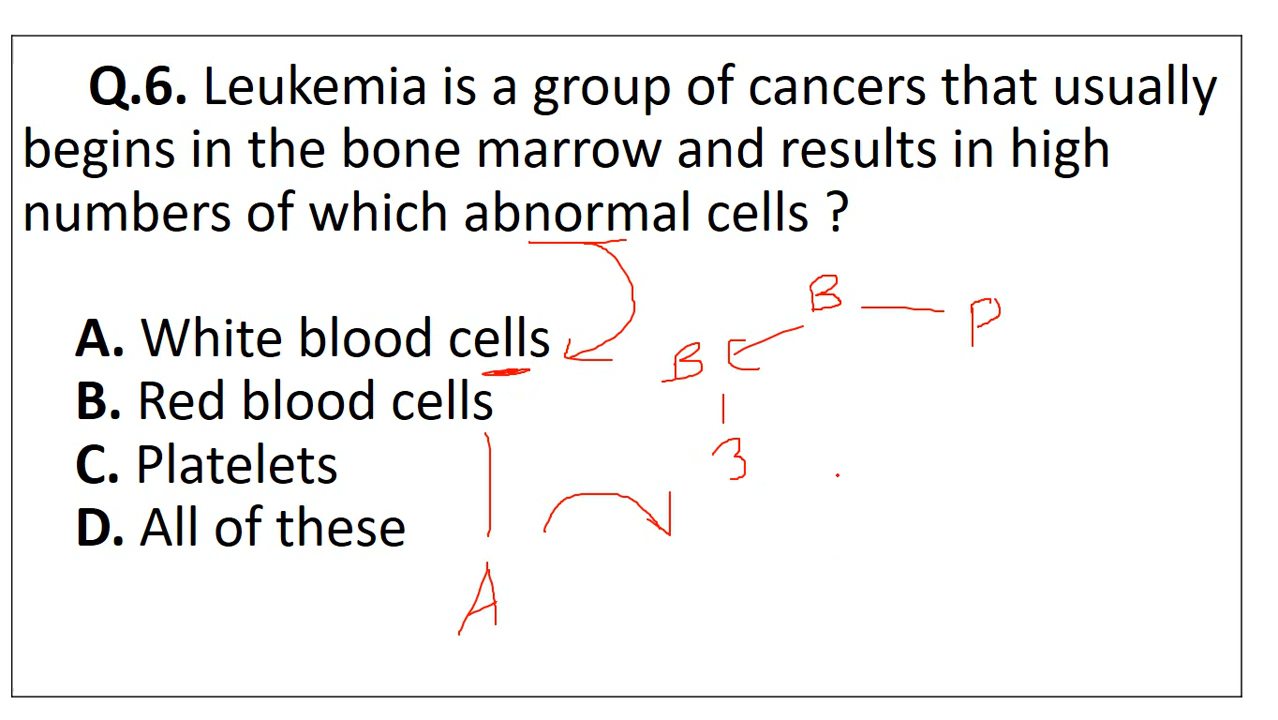 Q.6. Leukemia is a group of cancers that usually
begins in the bone marrow and results in high
numbers of which abnormal cells ?
A. White blood cells
B. Red blood cells
C. Platelets
D. All of these
B P
B
3
A